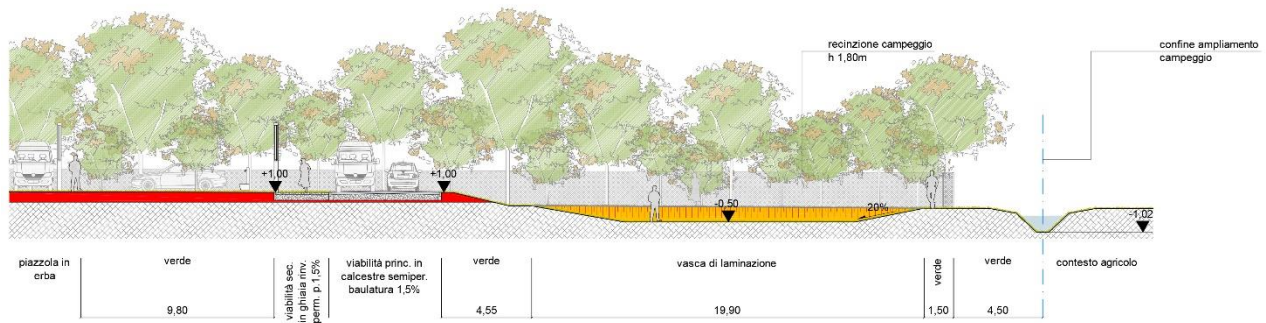 recinzione campeggio
h 1,80m
confine ampliamento
campeggio
+1,00
+1,00
-0,50
20%
-1,02
piazzola in
erba
verde
viabilità sec.
in ghiaia rinv.
perm. p.1,5%
viabilità princ. in
calcestre semiper.
baulatura 1,5%
verde
vasca di laminazione
verde
verde
contesto agricolo
9,80
4,55
19,90
1,50
4,50